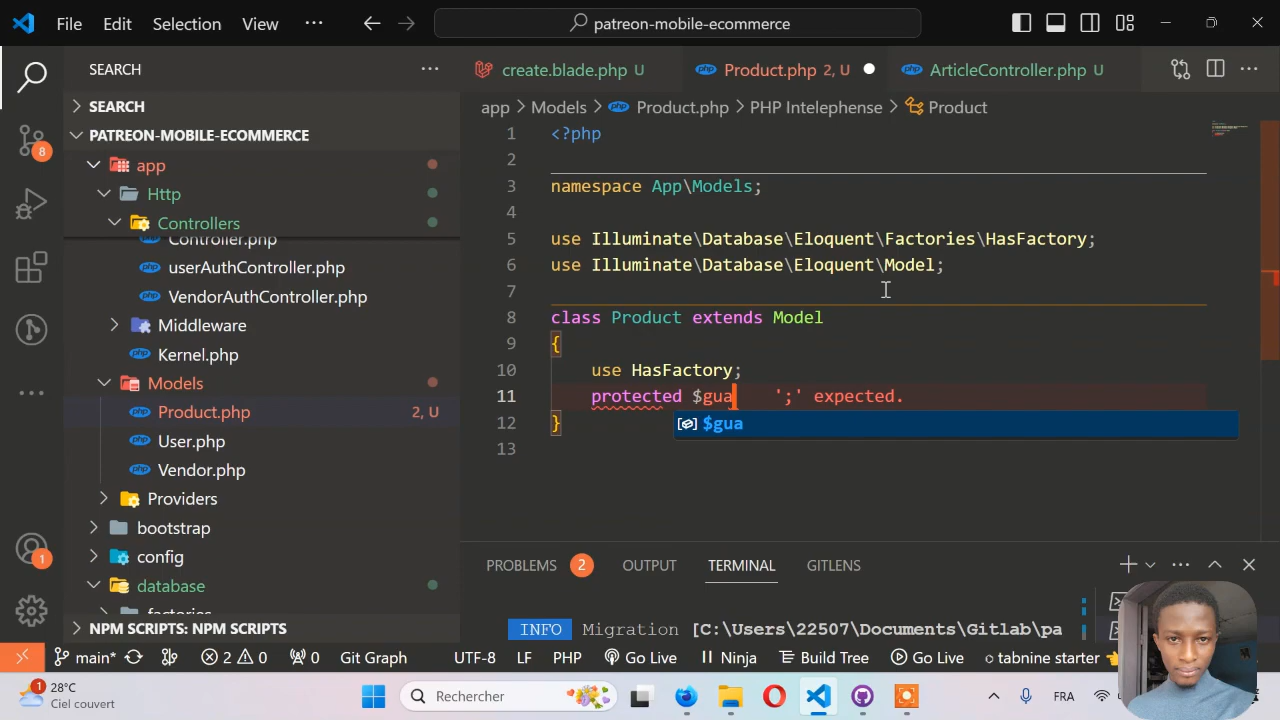 File Edit Selection View ··· patreon-mobile-ecommerce
SEARCH ···
SEARCH
PATREON-MOBILE-ECOMMERCE
app
Http
Controllers
Controller.php
userAuthController.php
VendorAuthController.php
Middleware
Kernel.php
Models
Product.php 2, U
User.php
Vendor.php
Providers
bootstrap
config
database
factories
NPM SCRIPTS: NPM SCRIPTS
create.blade.php U Product.php 2, U ArticleController.php U ···
app > Models > Product.php > PHP Intelephense > Product
1 <?php
2
3 namespace App\Models;
4
5 use Illuminate\Database\Eloquent\Factories\HasFactory;
6 use Illuminate\Database\Eloquent\Model;
7
8 class Product extends Model
9 {
10 use HasFactory;
11 protected $gua ';' expected.
$gua
12 }
13
PROBLEMS 2 OUTPUT TERMINAL GITLENS
INFO Migration [C:\Users\22507\Documents\Gitlab\pa
8
1
main* 2 0 0 Git Graph UTF-8 LF PHP Go Live Ninja Build Tree Go Live tabnine starter
1 28°C
Ciel couvert
Rechercher
FRA